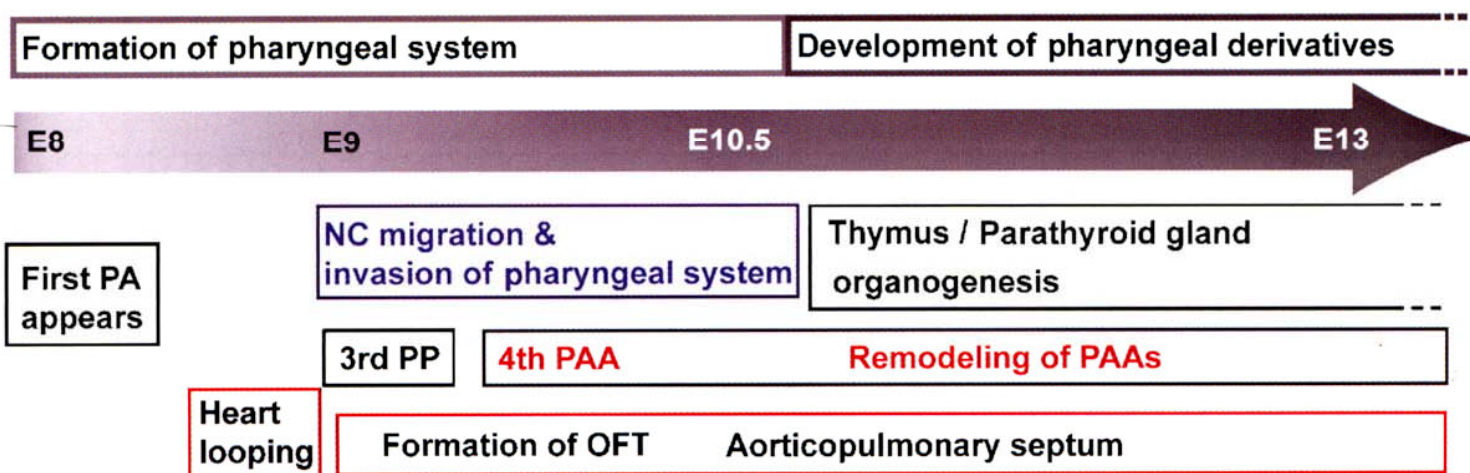 Formation of pharyngeal system
Development of pharyngeal derivatives
E8 E9 E10.5 E13
First PA
appears
NC migration &
invasion of pharyngeal system
Thymus / Parathyroid gland
organogenesis
3rd PP
4th PAA Remodeling of PAAs
Heart
looping
Formation of OFT Aorticopulmonary septum